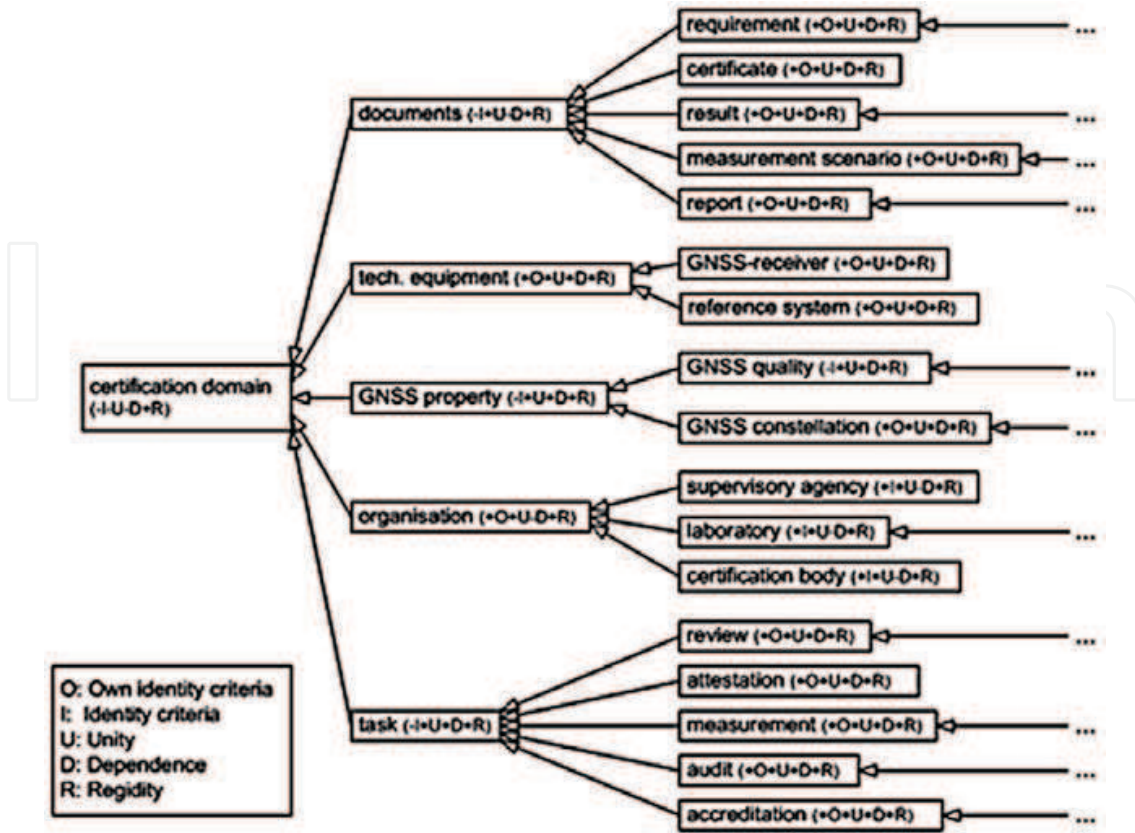 requirement (+O+U+D+R)
...
certificate (+O+U+D+R)
documents (-I+U-D+R)
result (+O+U+D+R)
...
measurement scenario (+O+U+D+R)
...
report (+O+U+D+R)
...
GNSS-receiver (+O+U+D+R)
tech. equipment (+O+U+D+R)
reference system (+O+U+D+R)
certification domain
(-I-U-D+R)
GNSS quality (-I+U+D+R)
...
GNSS property (-I+U+D+R)
GNSS constellation (+O+U+D+R)
...
supervisory agency (+I+U-D+R)
organisation (+O+U-D+R)
laboratory (+I+U-D+R)
...
certification body (+I+U-D+R)
review (+O+U+D+R)
...
attestation (+O+U+D+R)
task (-I+U+D+R)
measurement (+O+U+D+R)
...
audit (+O+U+D+R)
...
accreditation (+O+U+D+R)
...
O: Own identity criteria
I: Identity criteria
U: Unity
D: Dependence
R: Regidity